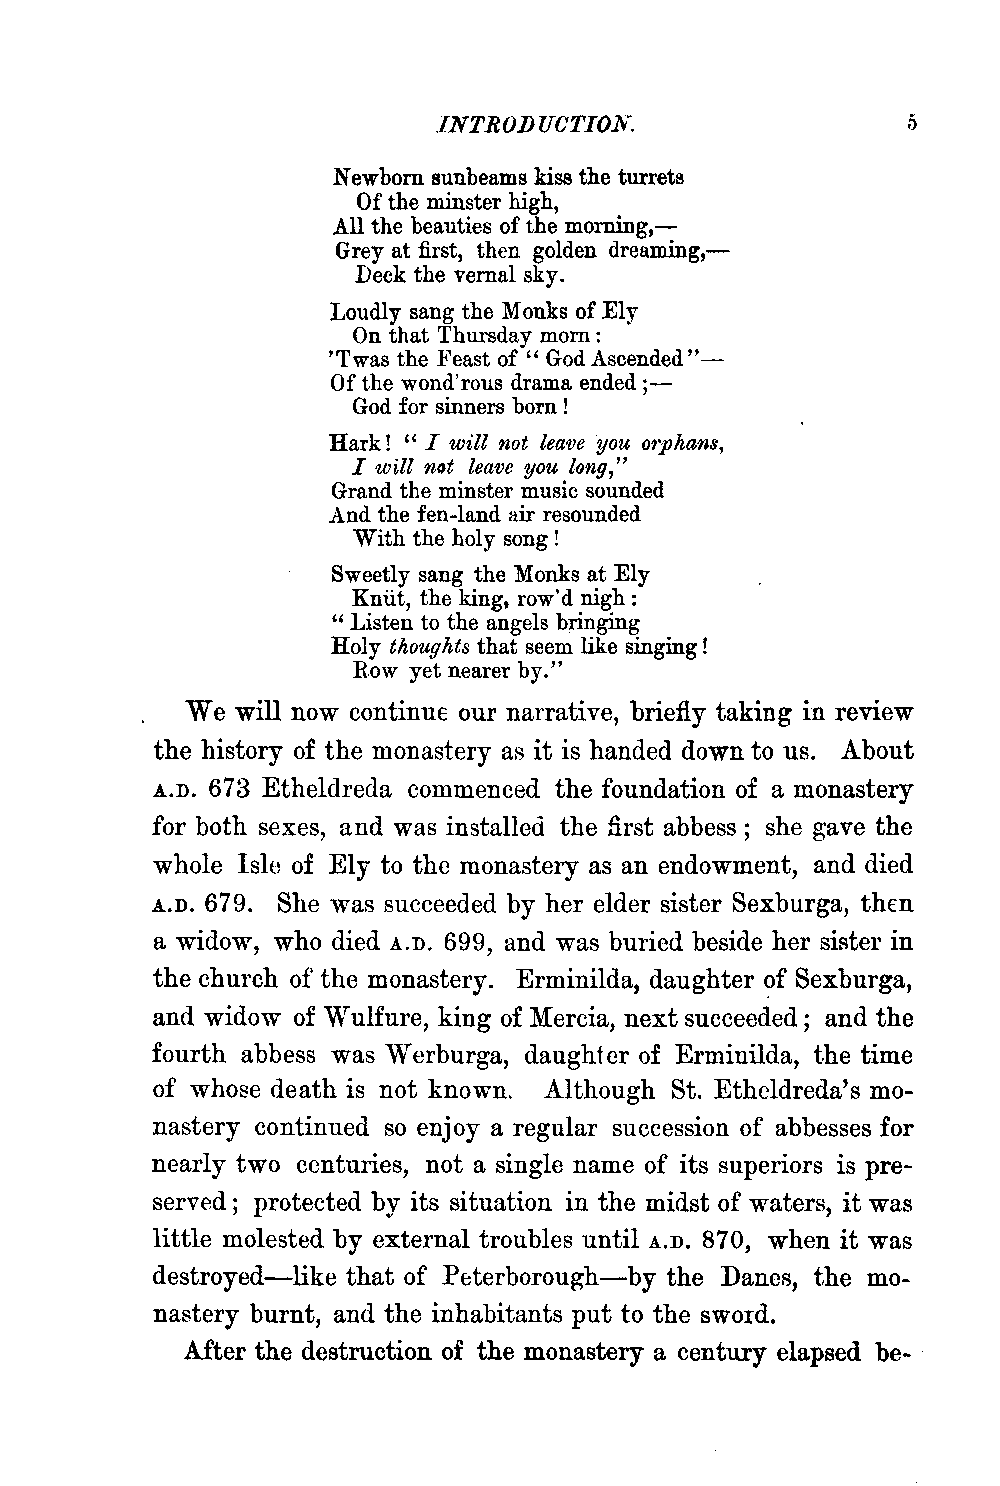 INTRODUCTION. 5
Newborn sunbeams kiss the turrets
Of the minster high,
All the beauties of the morning,—
Grey at first, then golden dreaming,—
Deck the vernal sky.
Loudly sang the Monks of Ely
On that Thursday morn :
'Twas the Feast of “ God Ascended”—
Of the wond'rous drama ended ;—
God for sinners born !
Hark! “ I will not leave you orphans,
I will not leave you long,”
Grand the minster music sounded
And the fen-land air resounded
With the holy song !
Sweetly sang the Monks at Ely
Knüt, the king, row'd nigh :
“ Listen to the angels bringing
Holy thoughts that seem like singing !
Row yet nearer by.”
We will now continue our narrative, briefly taking in review
the history of the monastery as it is handed down to us. About
A.D. 673 Etheldreda commenced the foundation of a monastery
for both sexes, and was installed the first abbess ; she gave the
whole Isle of Ely to the monastery as an endowment, and died
A.D. 679. She was succeeded by her elder sister Sexburga, then
a widow, who died A.D. 699, and was buried beside her sister in
the church of the monastery. Erminilda, daughter of Sexburga,
and widow of Wulfure, king of Mercia, next succeeded ; and the
fourth abbess was Werburga, daughter of Erminilda, the time
of whose death is not known. Although St. Etheldreda's mo-
nastery continued so enjoy a regular succession of abbesses for
nearly two centuries, not a single name of its superiors is pre-
served ; protected by its situation in the midst of waters, it was
little molested by external troubles until A.D. 870, when it was
destroyed—like that of Peterborough—by the Danes, the mo-
nastery burnt, and the inhabitants put to the sword.
After the destruction of the monastery a century elapsed be-